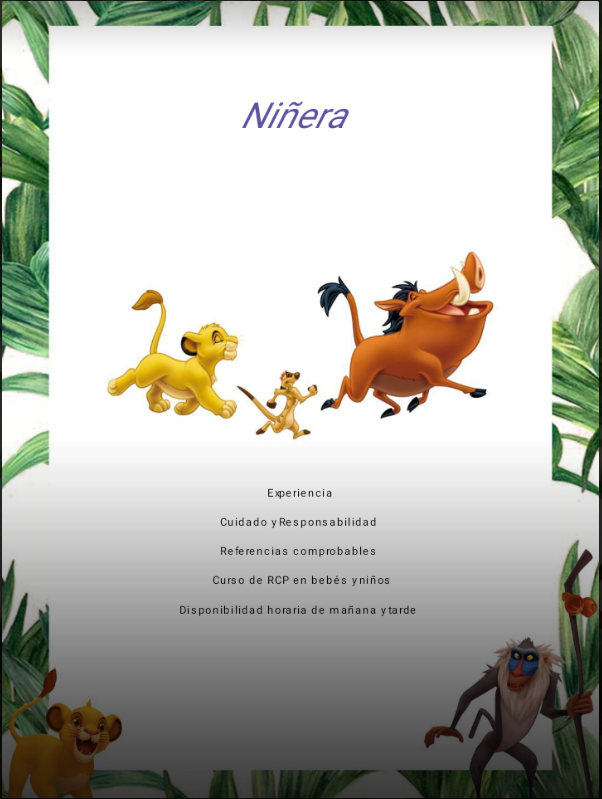 Niñera
Experiencia
Cuidado y Responsabilidad
Referencias comprobables
Curso de RCP en bebés y niños
Disponibilidad horaria de mañana y tarde